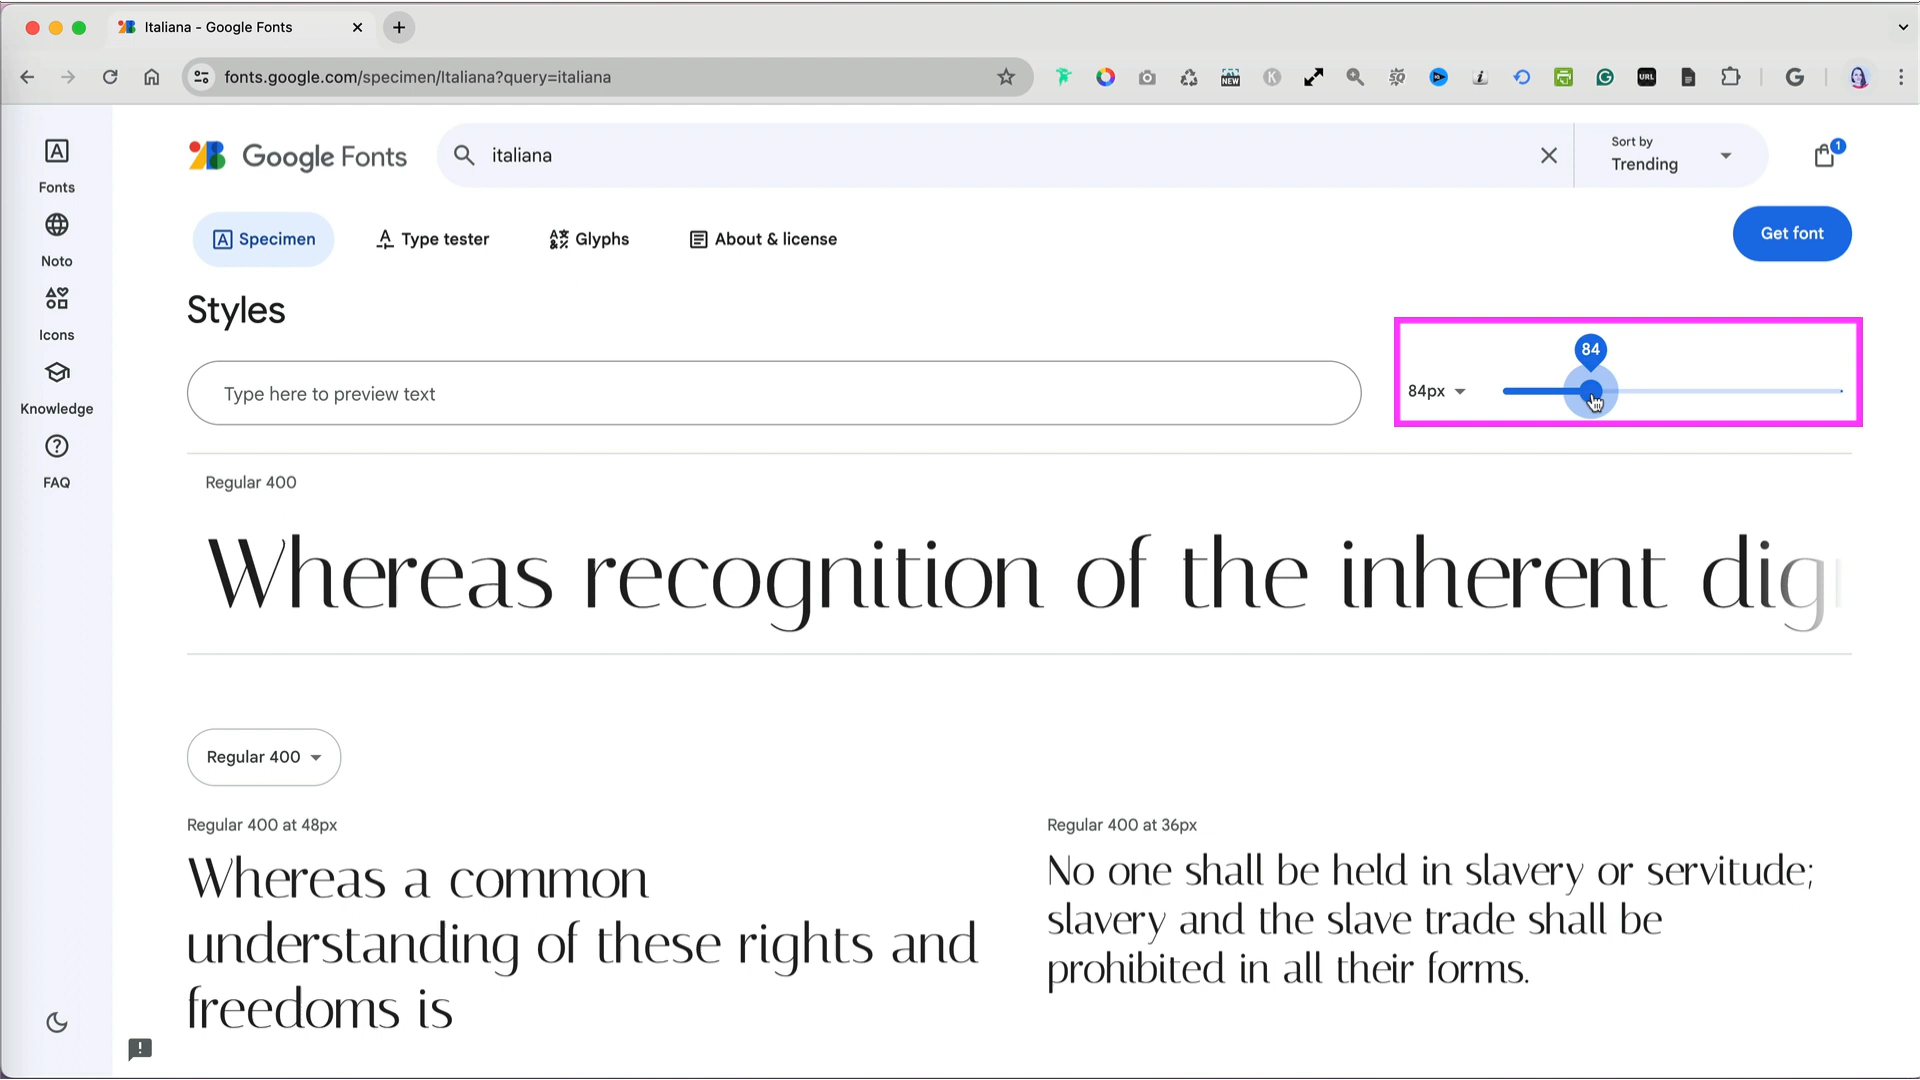 Italiana - Google Fonts
fonts.google.com/specimen/Italiana?query=italiana
NEW
K
SQ
i
URL
G
Google Fonts
italiana
Sort by
Trending
1
Fonts
Noto
Icons
Knowledge
FAQ
Specimen
Type tester
Glyphs
About & license
Get font
Styles
84
Type here to preview text
84px
Regular 400
Whereas recognition of the inherent dig
Regular 400
Regular 400 at 48px
Whereas a common
understanding of these rights and
freedoms is
Regular 400 at 36px
No one shall be held in slavery or servitude;
slavery and the slave trade shall be
prohibited in all their forms.